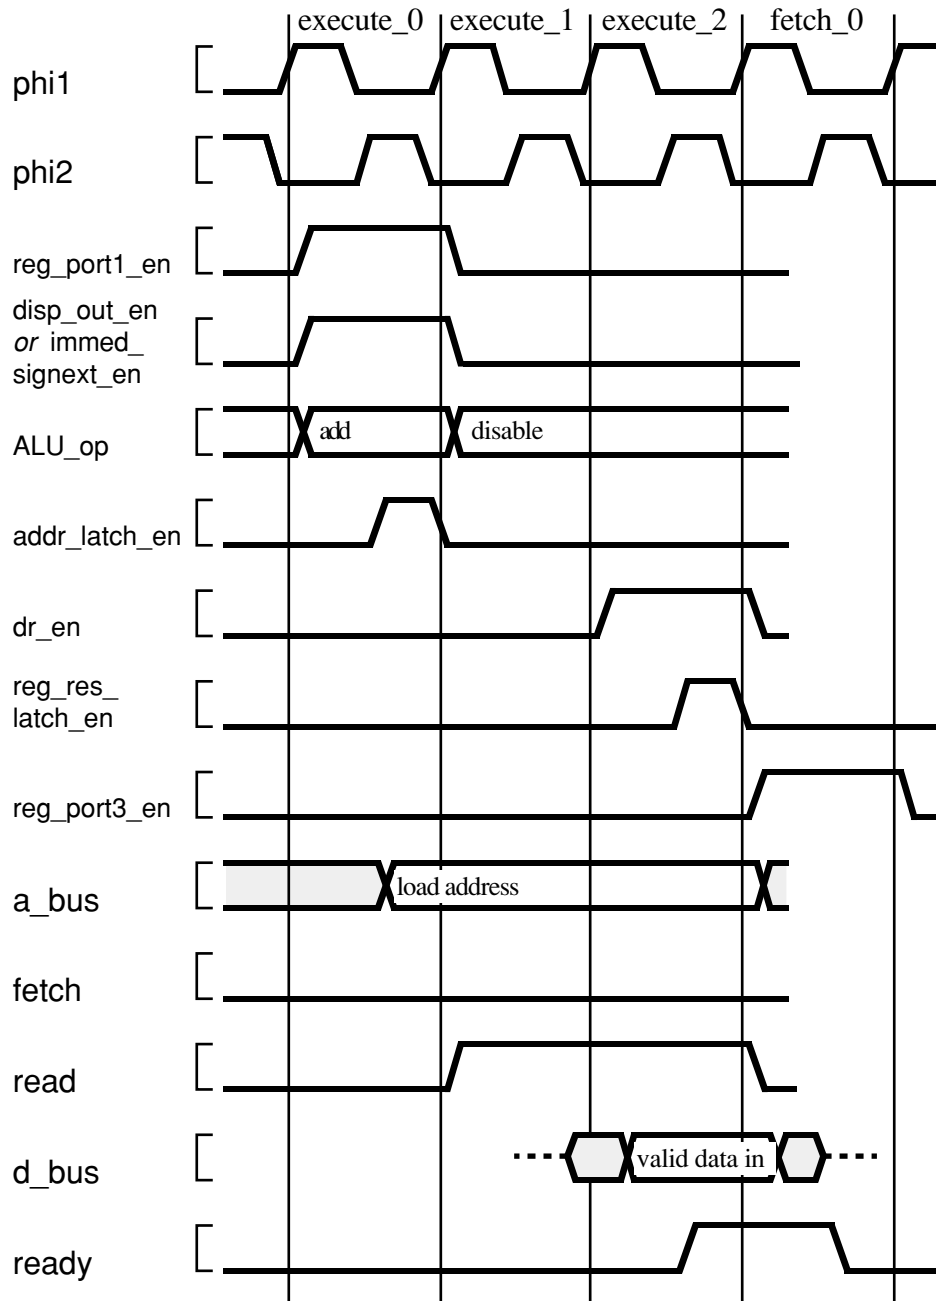 execute_0 execute_1 execute_2 fetch_0
phi1
phi2
reg_port1_en
disp_out_en
or immed_
signext_en
ALU_op add disable
addr_latch_en
dr_en
reg_res_
latch_en
reg_port3_en
a_bus load address
fetch
read
d_bus valid data in
ready